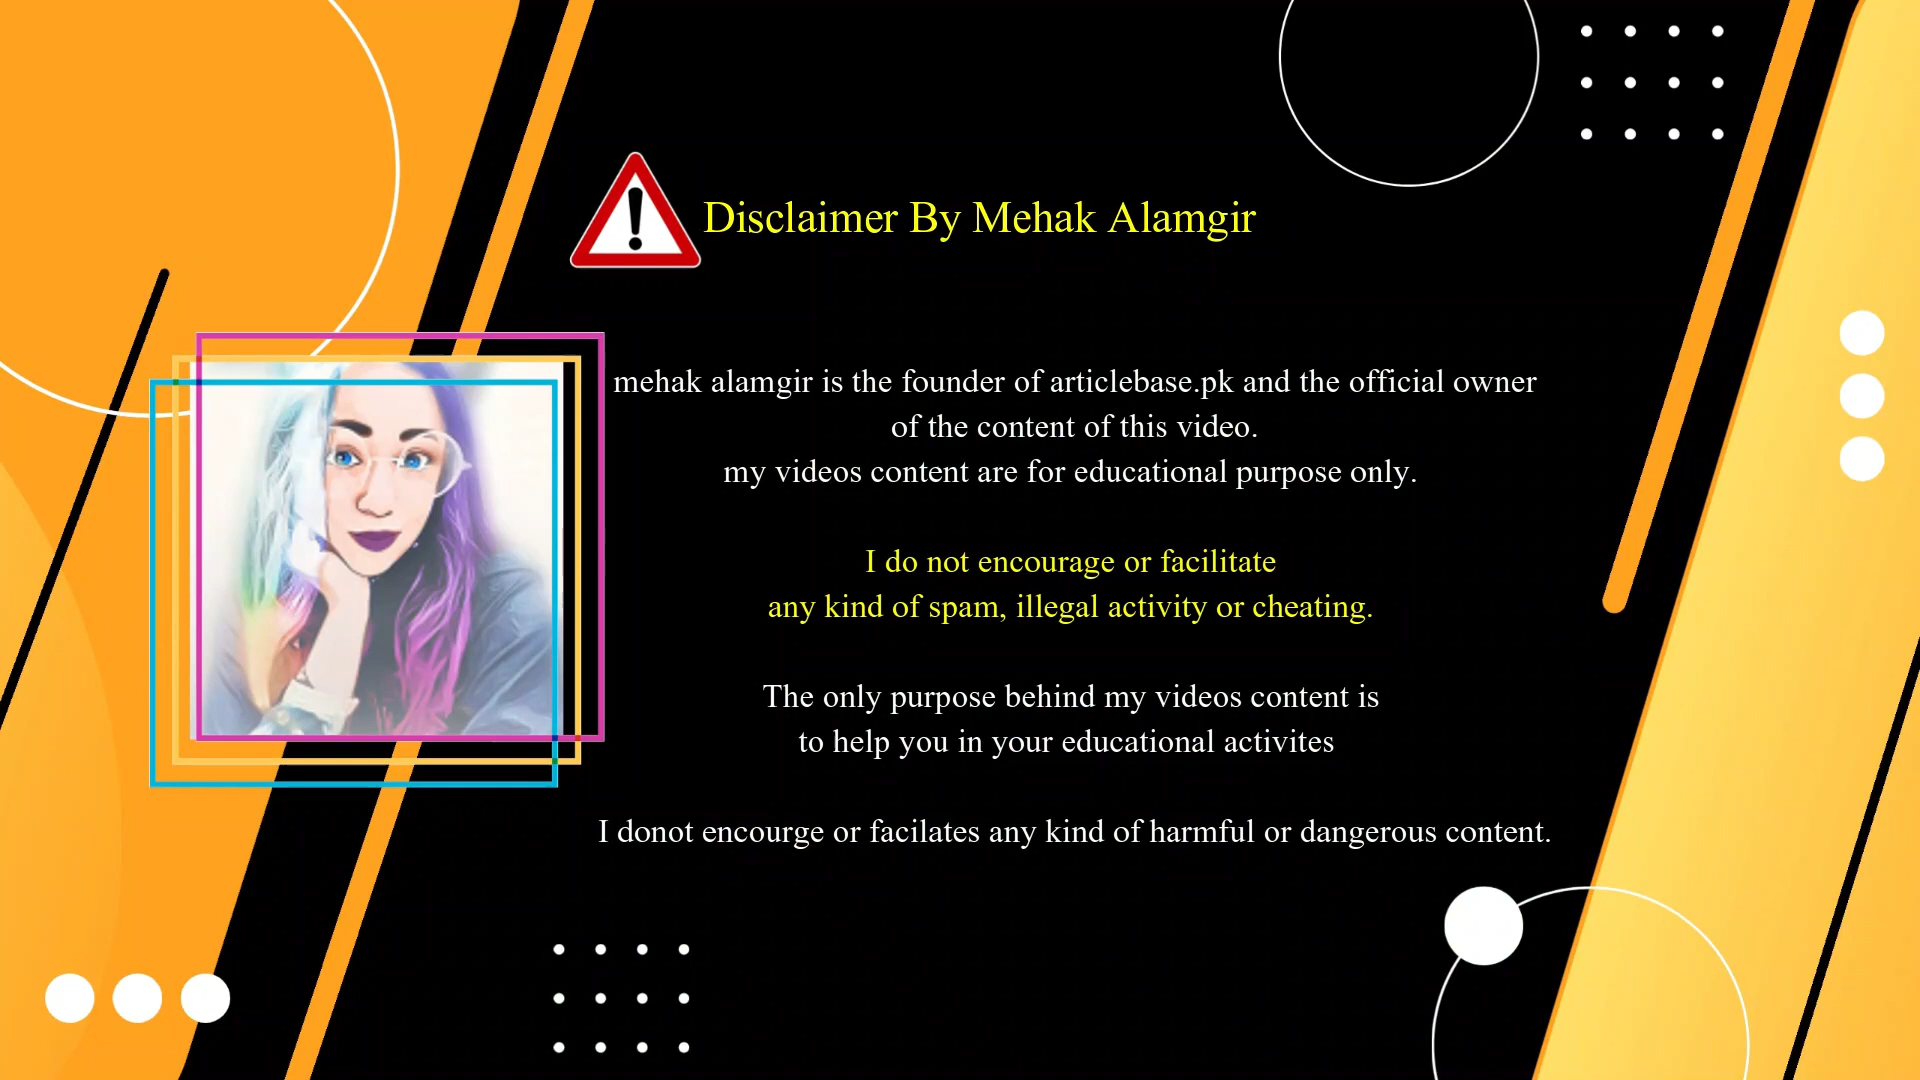 Disclaimer By Mehak Alamgir
mehak alamgir is the founder of articlebase.pk and the official owner
of the content of this video.
my videos content are for educational purpose only.
I do not encourage or facilitate
any kind of spam, illegal activity or cheating.
The only purpose behind my videos content is
to help you in your educational activites
I donot encourge or facilates any kind of harmful or dangerous content.